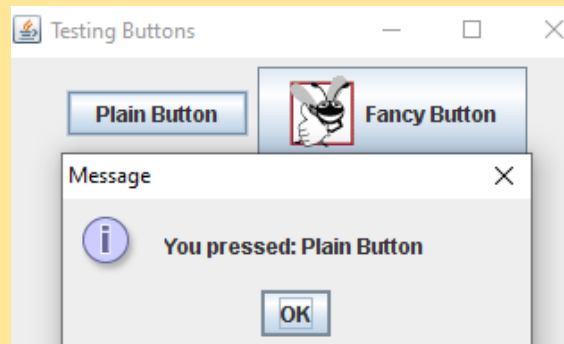 Testing Buttons
Plain Button
Fancy Button
Message
You pressed: Plain Button
OK